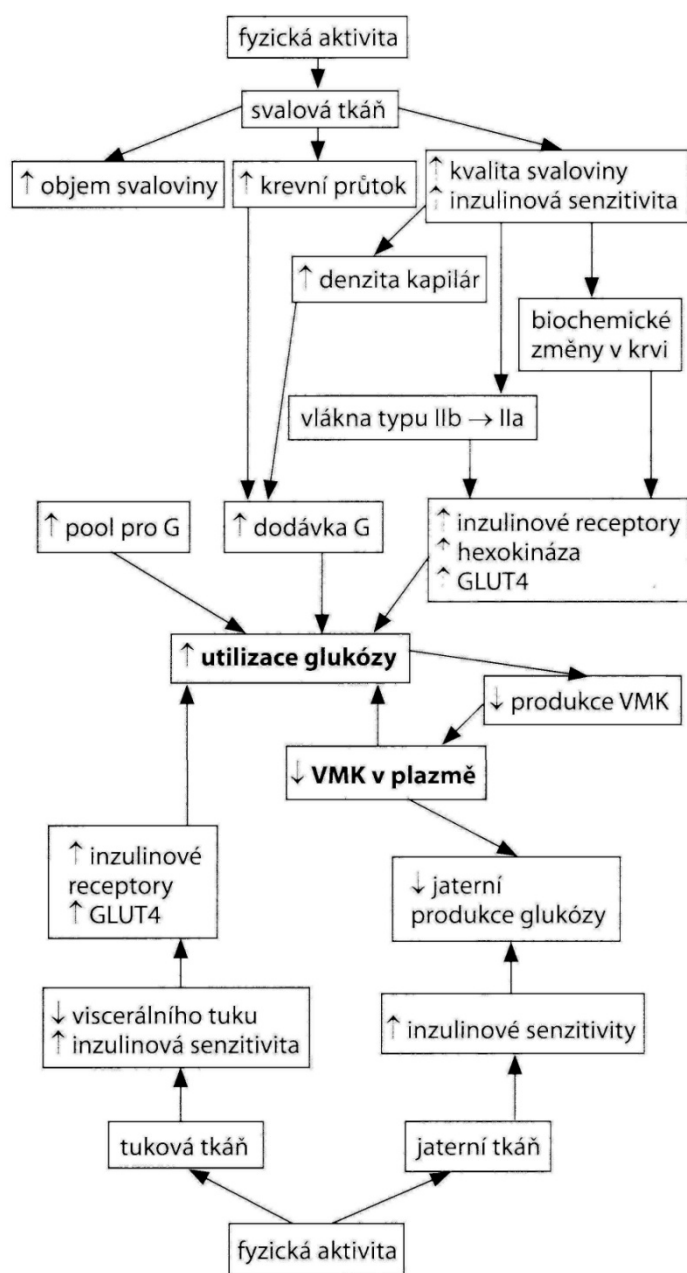 fyzická aktivita
svalová tkáň
↑ objem svaloviny
↑ krevní průtok
↑ kvalita svaloviny
↑ inzulinová senzitivita
↑ denzita kapilár
biochemické
změny v krvi
vlákna typu IIb → IIa
↑ pool pro G
↑ dodávka G
↑ inzulinové receptory
↑ hexokináza
↑ GLUT4
↑ utilizace glukózy
↓ produkce VMK
↓ VMK v plazmě
↑ inzulinové
receptory
↑ GLUT4
↓ jaterní
produkce glukózy
↓ viscerálního tuku
↑ inzulinová senzitivita
↑ inzulinové senzitivity
tuková tkáň
jaterní tkáň
fyzická aktivita